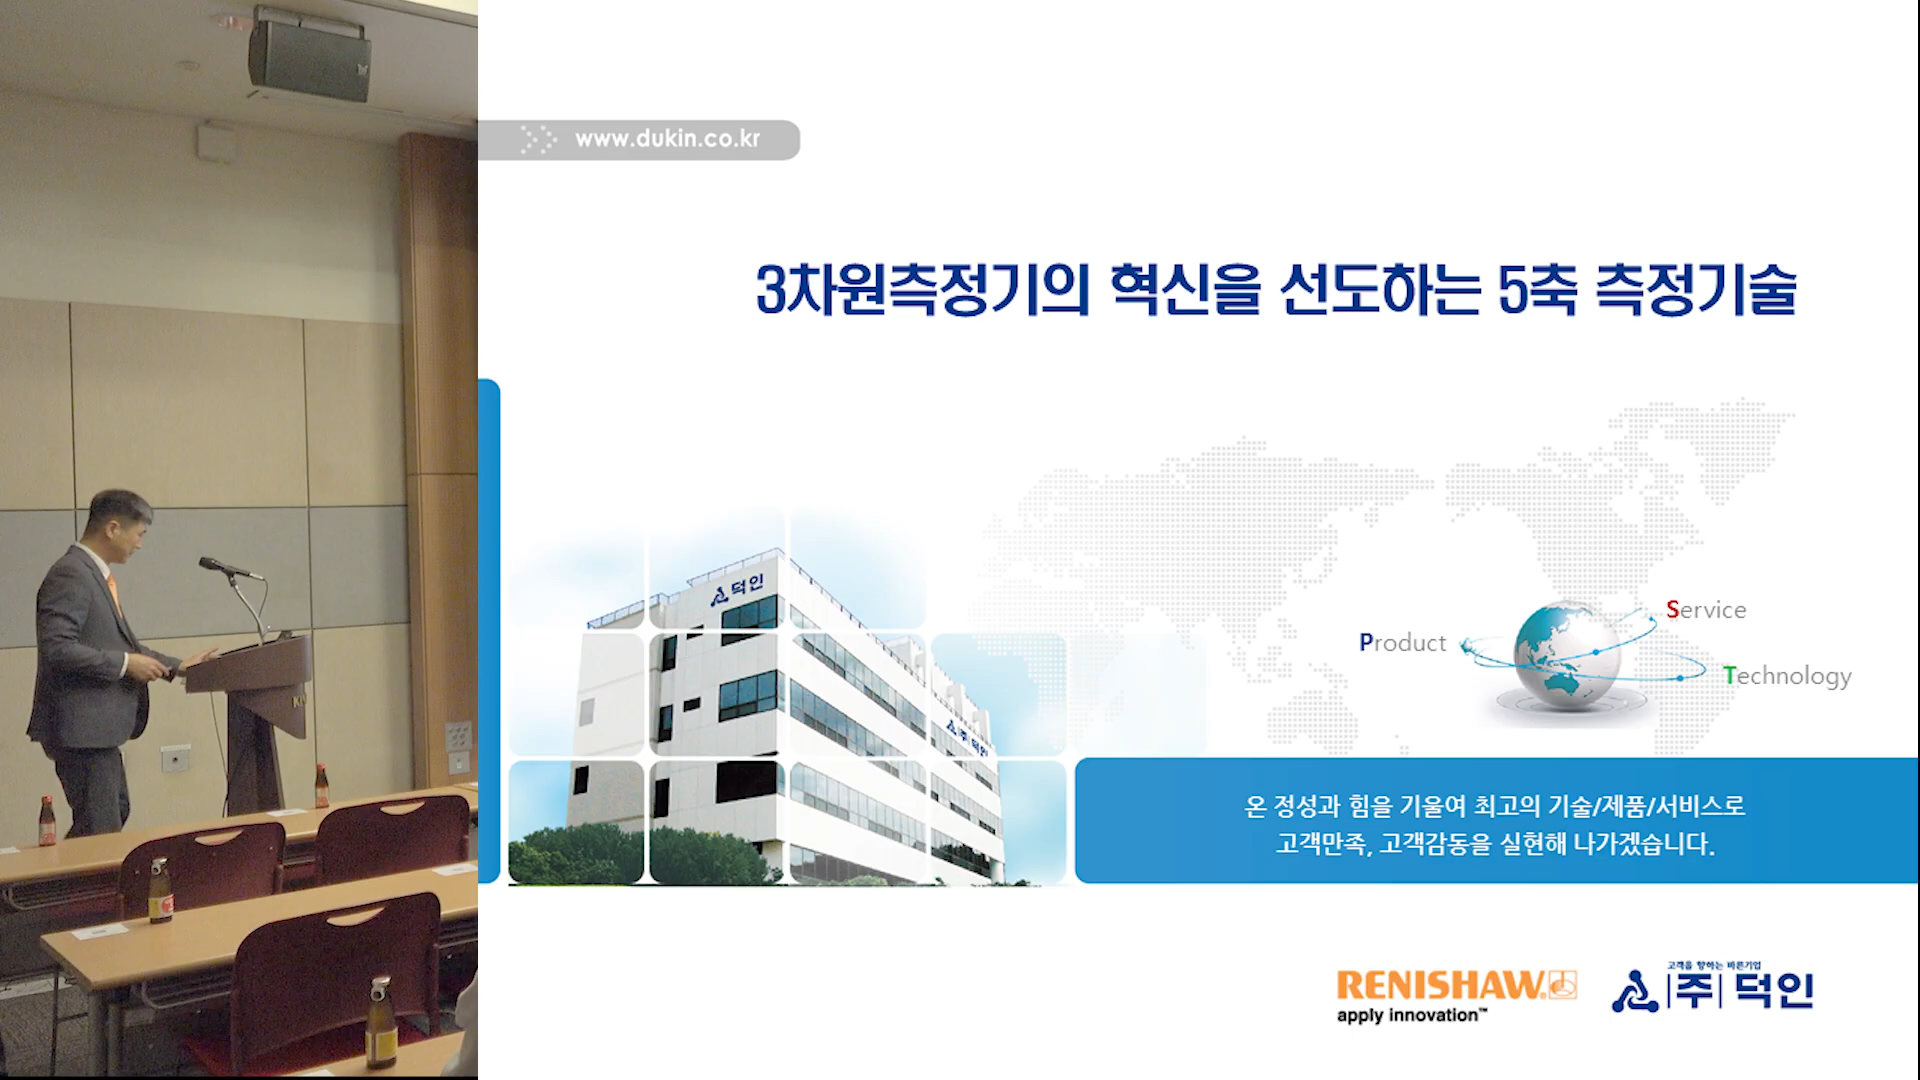 www.dukin.co.kr
3차원측정기의 혁신을 선도하는 5축 측정기술
덕인
(주)덕인
Service
Product
Technology
온 정성과 힘을 기울여 최고의 기술/제품/서비스로
고객만족, 고객감동을 실현해 나가겠습니다.
고객을 향하는 바른기업
RENISHAW
|주| 덕인
apply innovation™